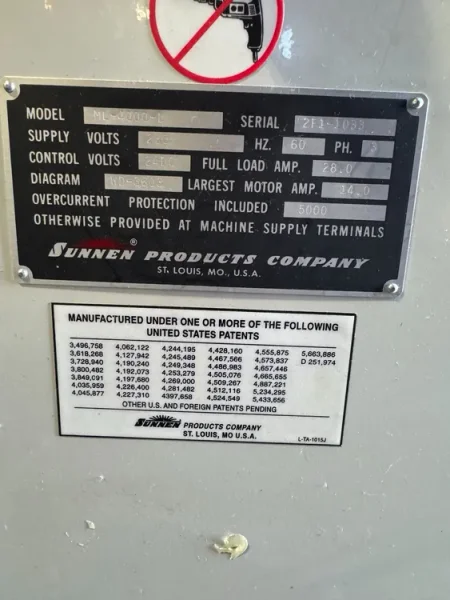 MODEL SERIAL
SUPPLY VOLTS HZ. 60 PH. 3
CONTROL VOLTS FULL LOAD AMP. 28.0
DIAGRAM LARGEST MOTOR AMP. 14.0
OVERCURRENT PROTECTION INCLUDED 5000
OTHERWISE PROVIDED AT MACHINE SUPPLY TERMINALS
SUNNEN ® PRODUCTS COMPANY
ST. LOUIS, MO., U.S.A.
MANUFACTURED UNDER ONE OR MORE OF THE FOLLOWING
UNITED STATES PATENTS
3,496,758 4,062,122 4,244,195 4,428,160 4,555,875 5,663,886
3,618,268 4,127,942 4,245,489 4,467,566 4,573,837 D 251,974
3,728,940 4,190,240 4,249,348 4,486,983 4,657,446
3,800,482 4,192,073 4,253,279 4,505,076 4,665,655
3,849,091 4,197,680 4,269,000 4,509,267 4,887,221
4,035,959 4,226,400 4,281,482 4,512,116 5,234,295
4,045,877 4,227,310 4397,658 4,524,549 5,433,656
OTHER U.S. AND FOREIGN PATENTS PENDING
SUNNEN PRODUCTS COMPANY
ST. LOUIS, MO U.S.A. L-TA-1015J